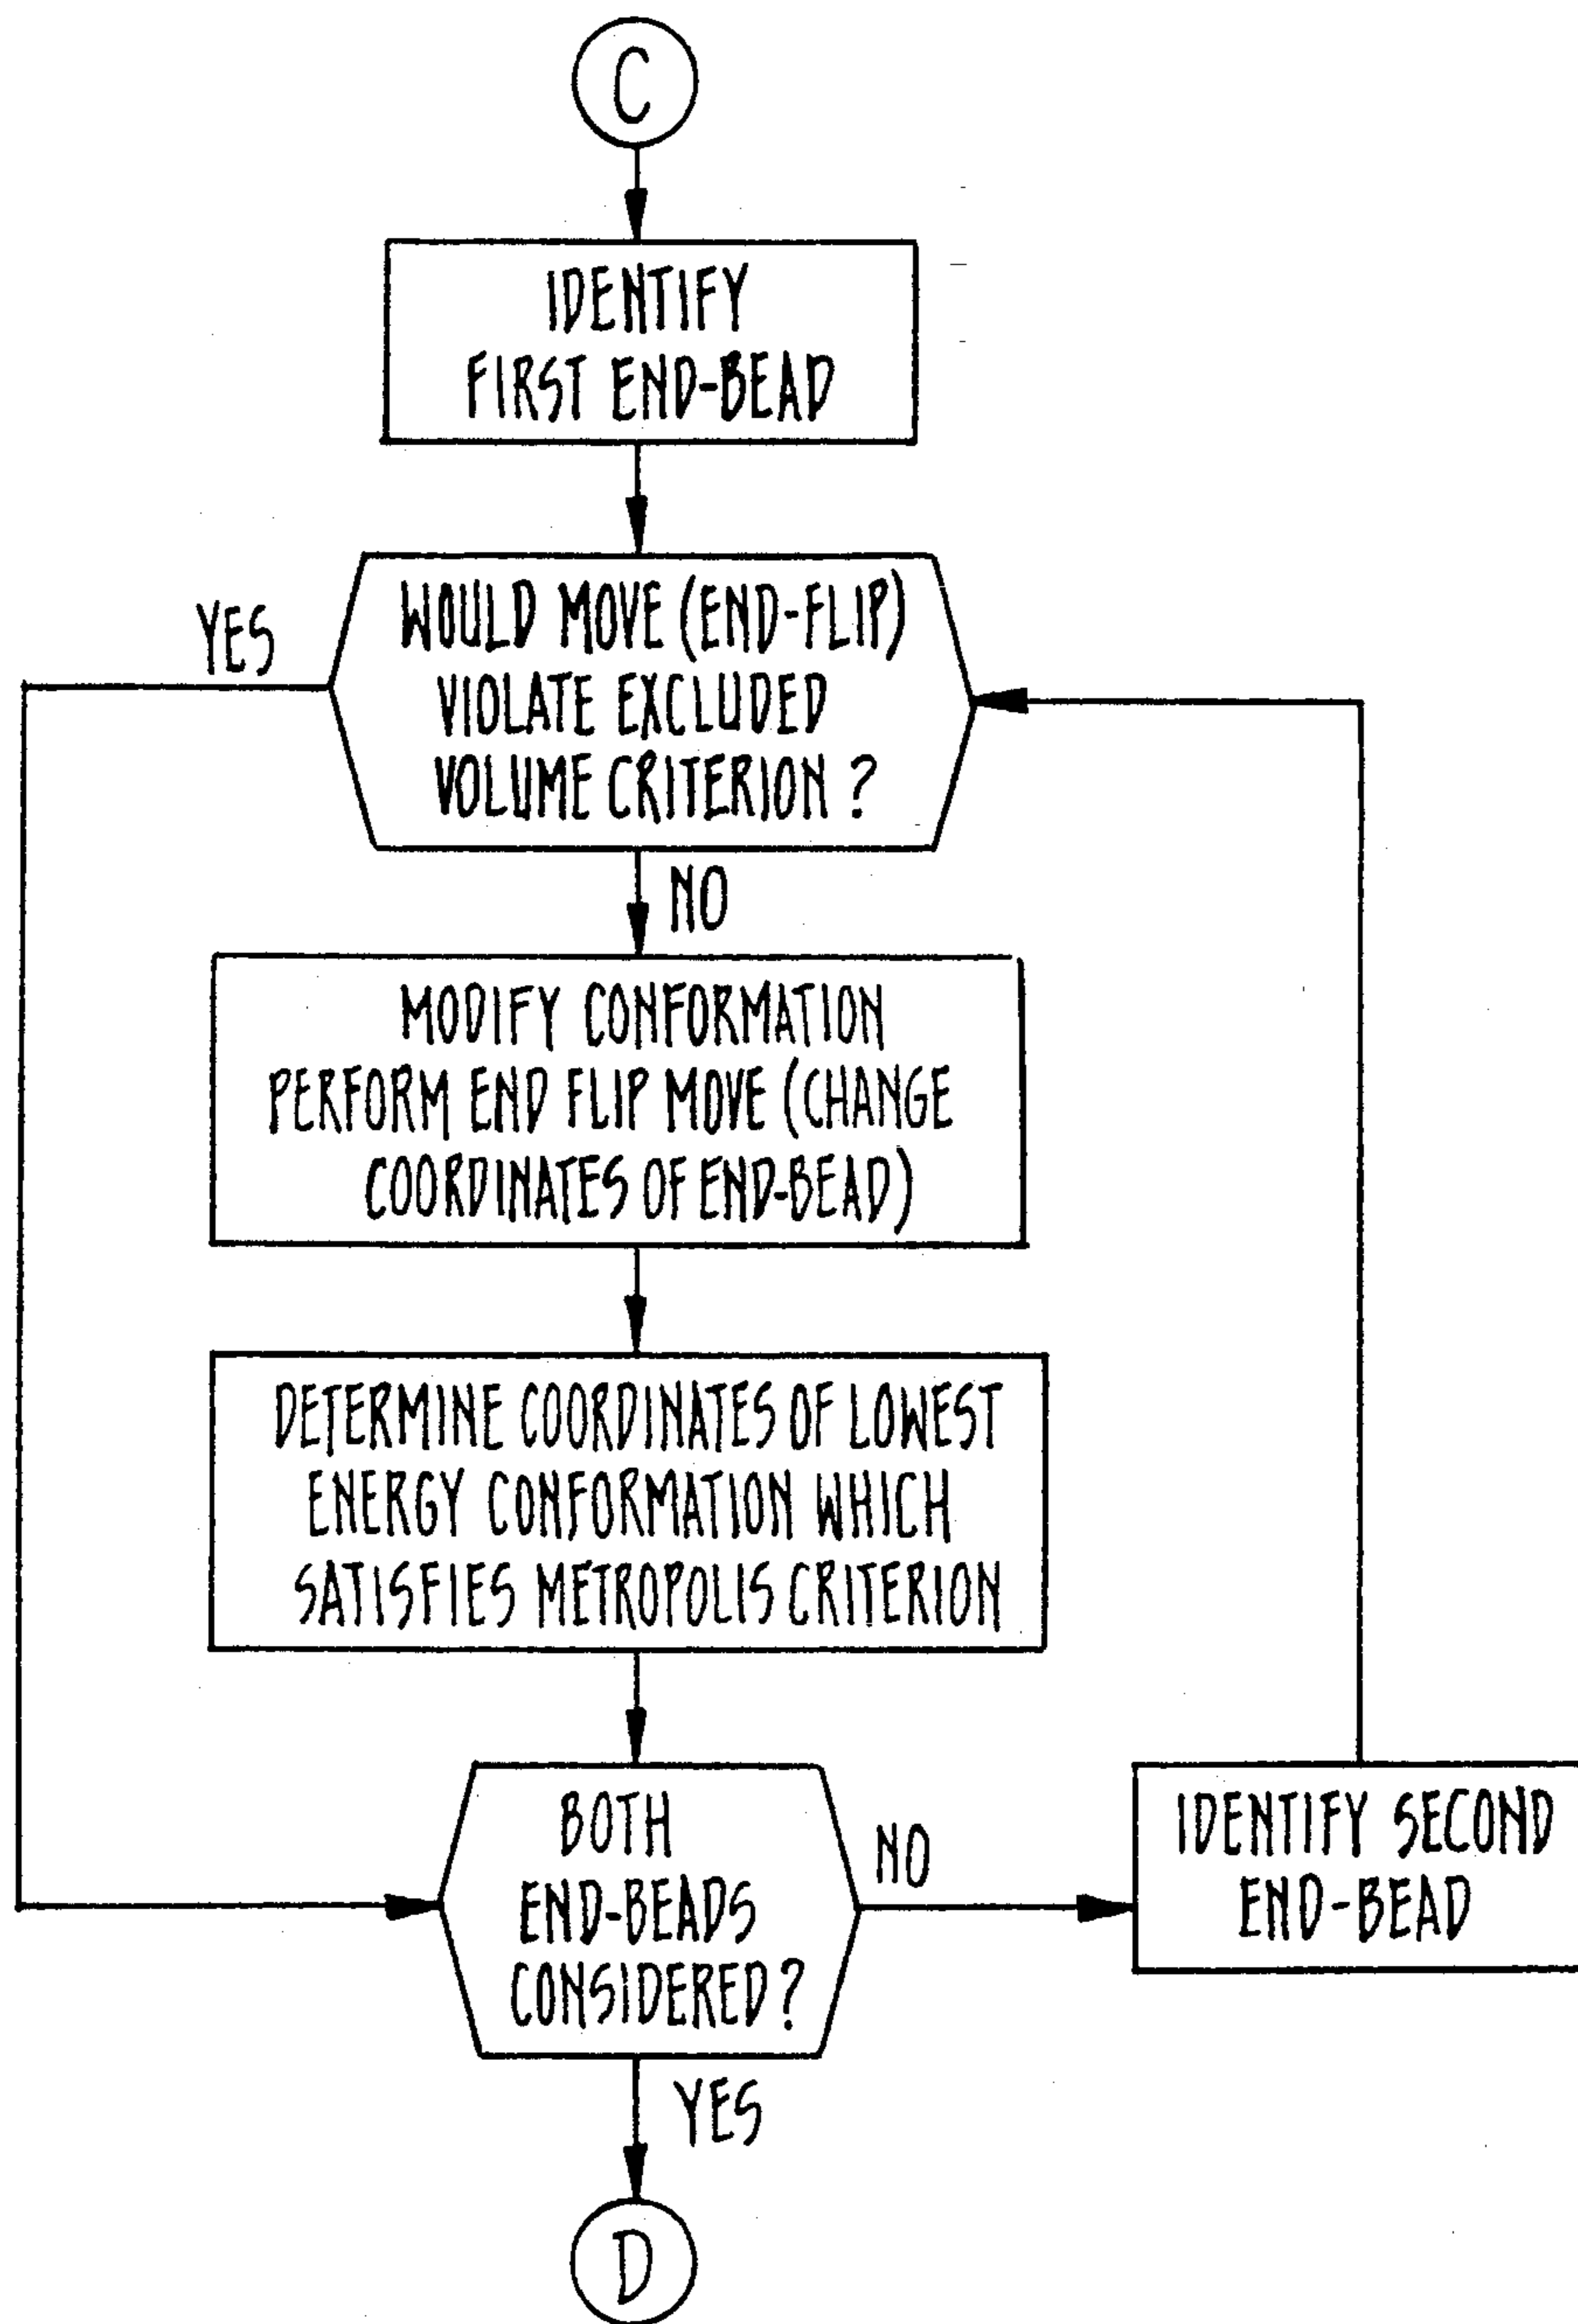 C
IDENTIFY
FIRST END-BEAD
YES
WOULD MOVE (END-FLIP)
VIOLATE EXCLUDED
VOLUME CRITERION ?
NO
MODIFY CONFORMATION
PERFORM END FLIP MOVE (CHANGE
COORDINATES OF END-BEAD)
DETERMINE COORDINATES OF LOWEST
ENERGY CONFORMATION WHICH
SATISFIES METROPOLIS CRITERION
BOTH
END-BEADS
CONSIDERED?
NO
IDENTIFY SECOND
END-BEAD
YES
D